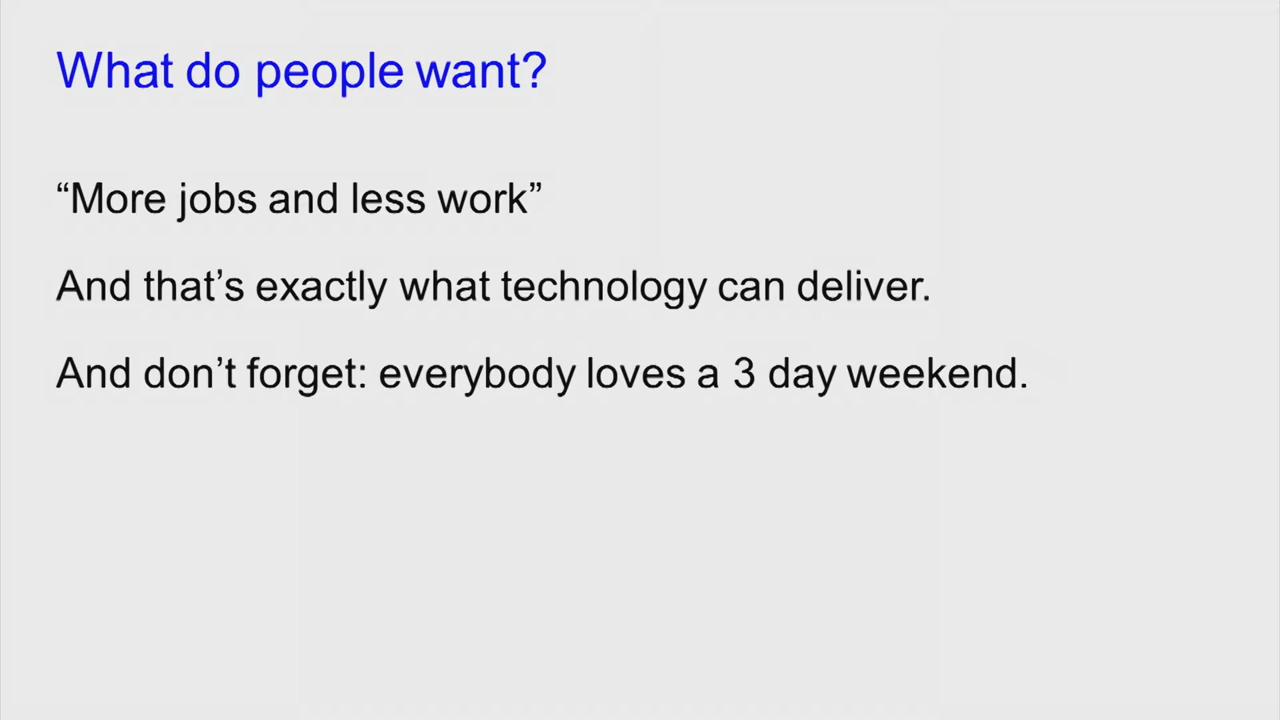 What do people want?
“More jobs and less work”
And that’s exactly what technology can deliver.
And don’t forget: everybody loves a 3 day weekend.